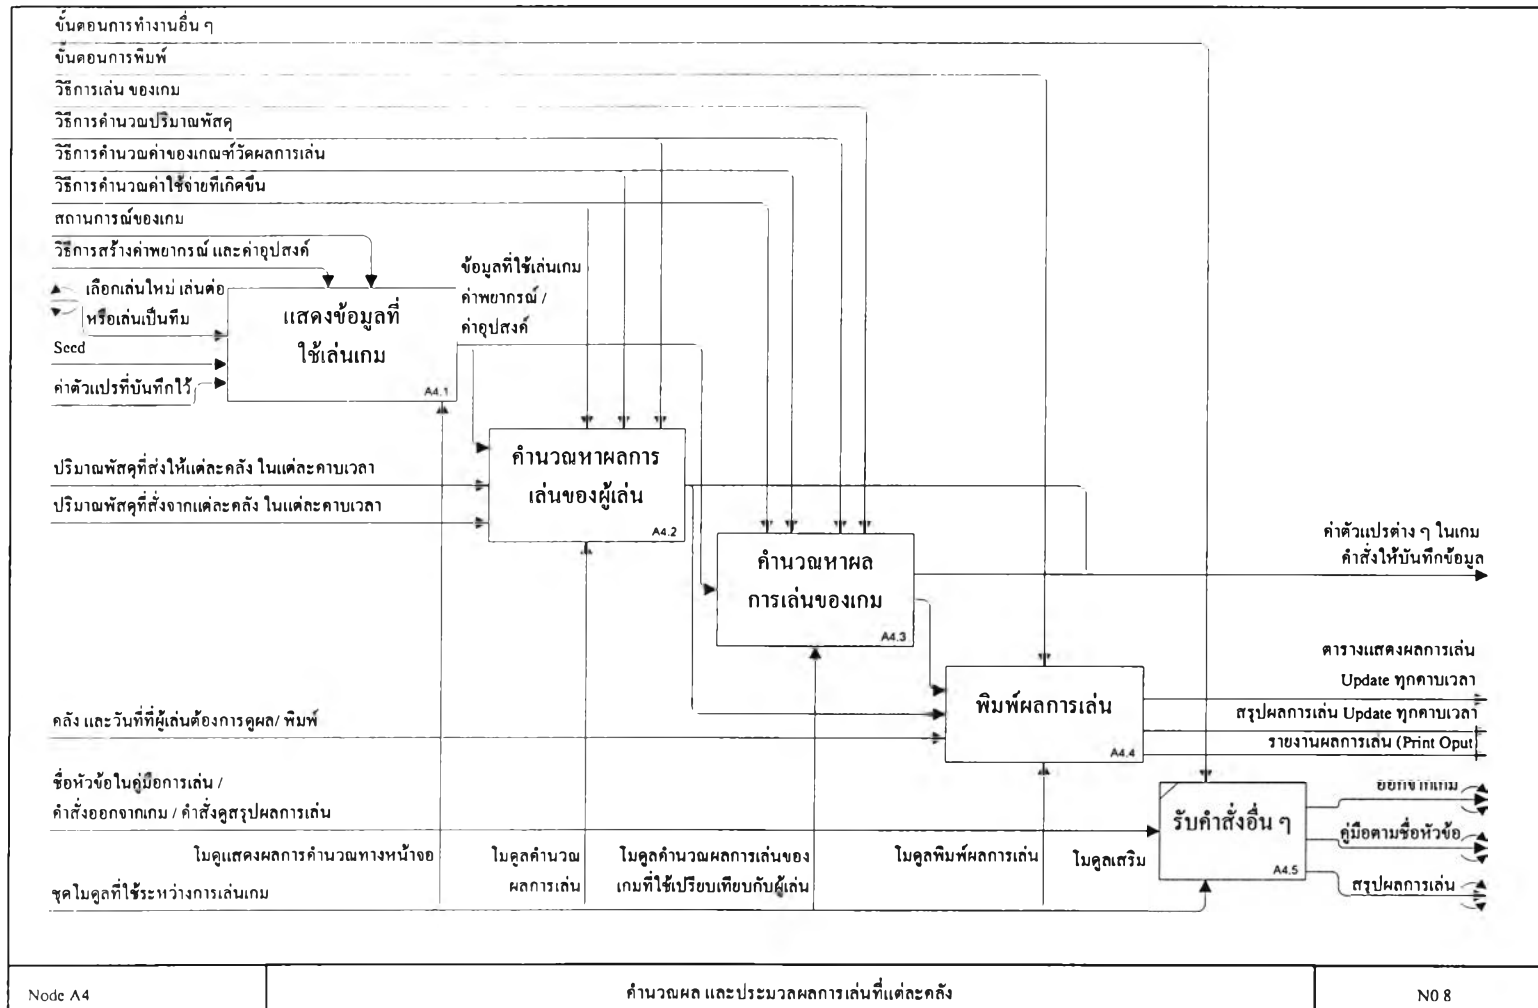 ขั้นตอนการทำงานอื่น ๆ
ขั้นตอนการพิมพ์
วิธีการเล่น ของเกม
วิธีการคำนวณปริมาณพัสดุ
วิธีการคำนวณค่าของเกณฑ์วัดผลการเล่น
วิธีการคำนวณค่าใช้จ่ายที่เกิดขึ้น
สถานการณ์ของเกม
วิธีการสร้างค่าพยากรณ์ และค่าอุปสงค์
เลือกเล่นใหม่ เล่นต่อ
หรือเล่นเป็นทีม
Seed
ค่าตัวแปรที่บันทึกไว้
แสดงข้อมูลที่
ใช้เล่นเกม
A4.1
ข้อมูลที่ใช้เล่นเกม
ค่าพยากรณ์ /
ค่าอุปสงค์
ปริมาณพัสดุที่ส่งให้แต่ละคลัง ในแต่ละคาบเวลา
ปริมาณพัสดุที่สั่งจากแต่ละคลัง ในแต่ละคาบเวลา
คำนวณหาผลการ
เล่นของผู้เล่น
A4.2
คำนวณหาผล
การเล่นของเกม
A4.3
ค่าตัวแปรต่าง ๆ ในเกม
คำสั่งให้บันทึกข้อมูล
คลัง และวันที่ที่ผู้เล่นต้องการดูผล/ พิมพ์
พิมพ์ผลการเล่น
A4.4
ตารางแสดงผลการเล่น
Update ทุกคาบเวลา
สรุปผลการเล่น Update ทุกคาบเวลา
รายงานผลการเล่น (Print Oput
ชื่อหัวข้อในคู่มือการเล่น /
คำสั่งออกจากเกม / คำสั่งดูสรุปผลการเล่น
รับคำสั่งอื่น ๆ
A4.5
ออกจากเกม
คู่มือตามชื่อหัวข้อ
สรุปผลการเล่น
โมดูแสดงผลการคำนวณทางหน้าจอ
โมดูลคำนวณ
ผลการเล่น
โมดูลคำนวณผลการเล่นของ
เกมที่ใช้เปรียบเทียบกับผู้เล่น
โมดูลพิมพ์ผลการเล่น
โมดูลเสริม
ชุดโมดูลที่ใช้ระหว่างการเล่นเกม
Node A4
คำนวณผล และประมวลผลการเล่นที่แต่ละคลัง
N0 8